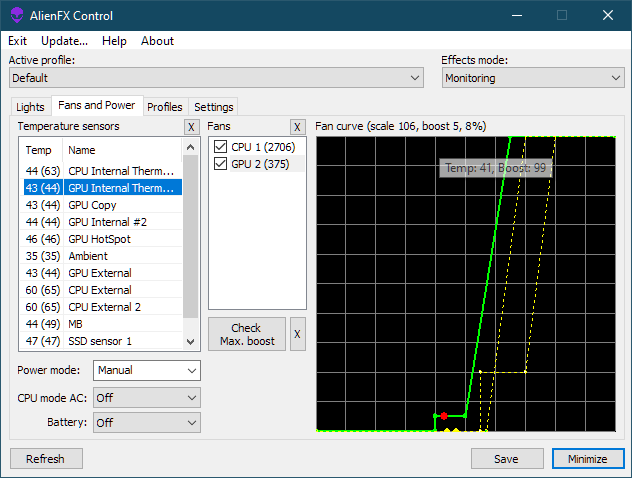 AlienFX Control
Exit Update... Help About
Active profile: Effects mode:
Default Monitoring
Lights Fans and Power Profiles Settings
Temperature sensors X Fans X Fan curve (scale 106, boost 5, 8%)
Temp Name
44 (63) CPU Internal Therm...
43 (44) GPU Internal Therm...
43 (44) GPU Copy
44 (44) GPU Internal #2
46 (46) GPU HotSpot
35 (35) Ambient
43 (44) GPU External
60 (65) CPU External
60 (65) CPU External 2
44 (49) MB
47 (47) SSD sensor 1
CPU 1 (2706)
GPU 2 (375)
Temp: 41, Boost: 99
Check
Max. boost
X
Power mode: Manual
CPU mode AC: Off
Battery: Off
Refresh Save Minimize